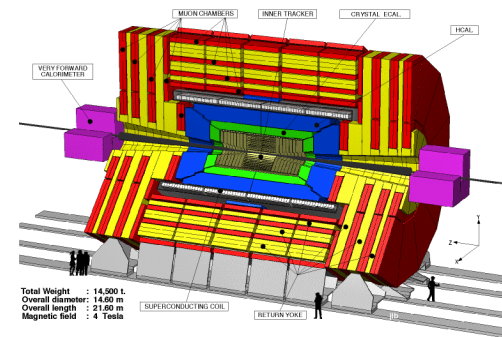 MUON CHAMBERS
INNER TRACKER
CRYSTAL ECAL
HCAL
VERY FORWARD
CALORIMETER
Y
Z
X
Total Weight : 14,500 t.
Overall diameter: 14.60 m
Overall length : 21.60 m
Magnetic field : 4 Tesla
SUPERCONDUCTING COIL
RETURN YOKE